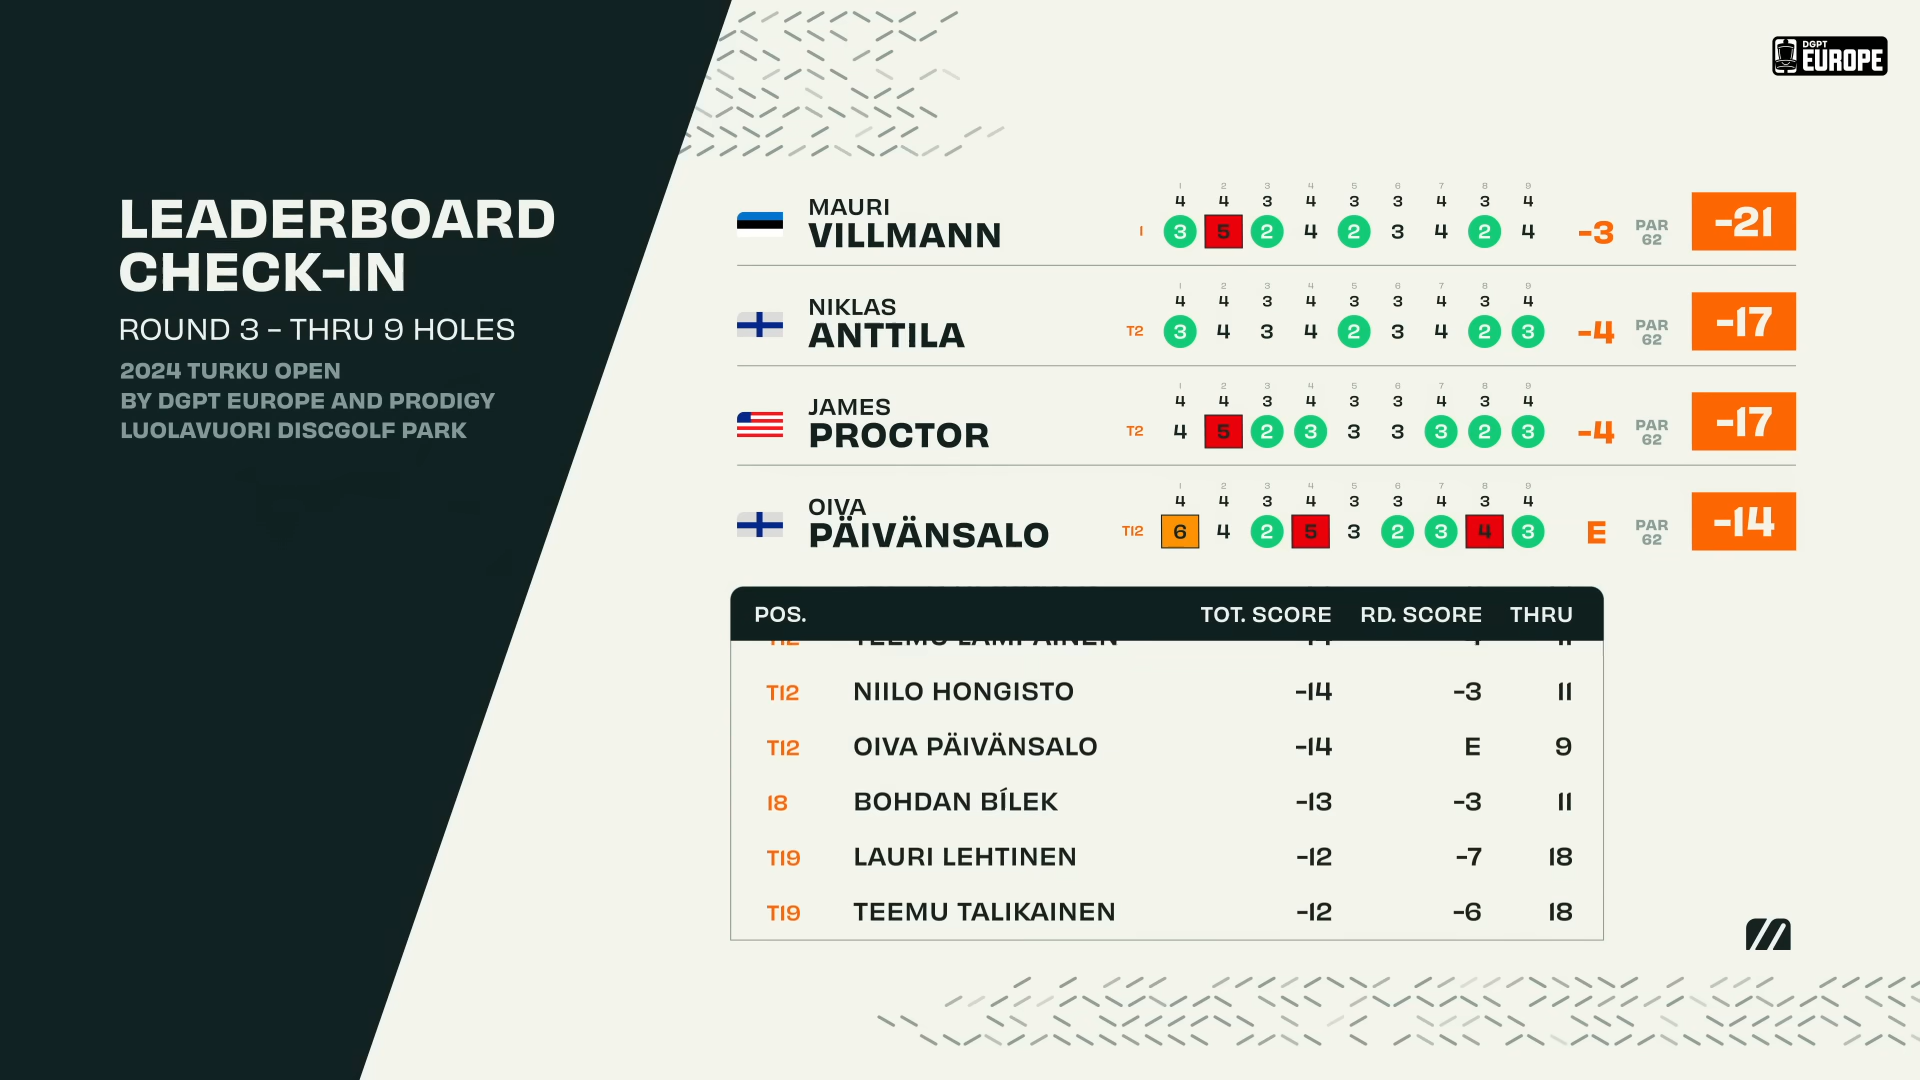 DGPT
EUROPE
LEADERBOARD
CHECK-IN
ROUND 3 - THRU 9 HOLES
2024 TURKU OPEN
BY DGPT EUROPE AND PRODIGY
LUOLAVUORI DISCGOLF PARK
1 2 3 4 5 6 7 8 9
4 4 3 4 3 3 4 3 4
MAURI
VILLMANN
1 3 5 2 4 2 3 4 2 4 -3 PAR 62 -21
1 2 3 4 5 6 7 8 9
4 4 3 4 3 3 4 3 4
NIKLAS
ANTTILA
T2 3 4 3 4 2 3 4 2 3 -4 PAR 62 -17
1 2 3 4 5 6 7 8 9
4 4 3 4 3 3 4 3 4
JAMES
PROCTOR
T2 4 5 2 3 3 3 3 2 3 -4 PAR 62 -17
1 2 3 4 5 6 7 8 9
4 4 3 4 3 3 4 3 4
OIVA
PÄIVÄNSALO
T12 6 4 2 5 3 2 3 4 3 E PAR 62 -14
POS. TOT. SCORE RD. SCORE THRU
T12 NIILO HONGISTO -14 -3 11
T12 OIVA PÄIVÄNSALO -14 E 9
18 BOHDAN BÍLEK -13 -3 11
T19 LAURI LEHTINEN -12 -7 18
T19 TEEMU TALIKAINEN -12 -6 18